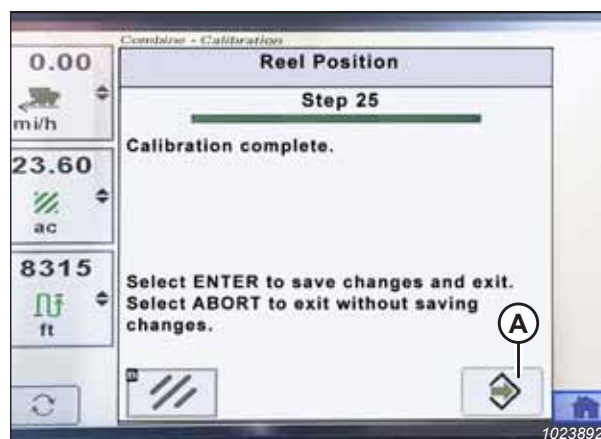 Combine - Calibration
0.00
mi/h
23.60
ac
8315
ft
Reel Position
Step 25
Calibration complete.
Select ENTER to save changes and exit.
Select ABORT to exit without saving
changes.
A
1023892